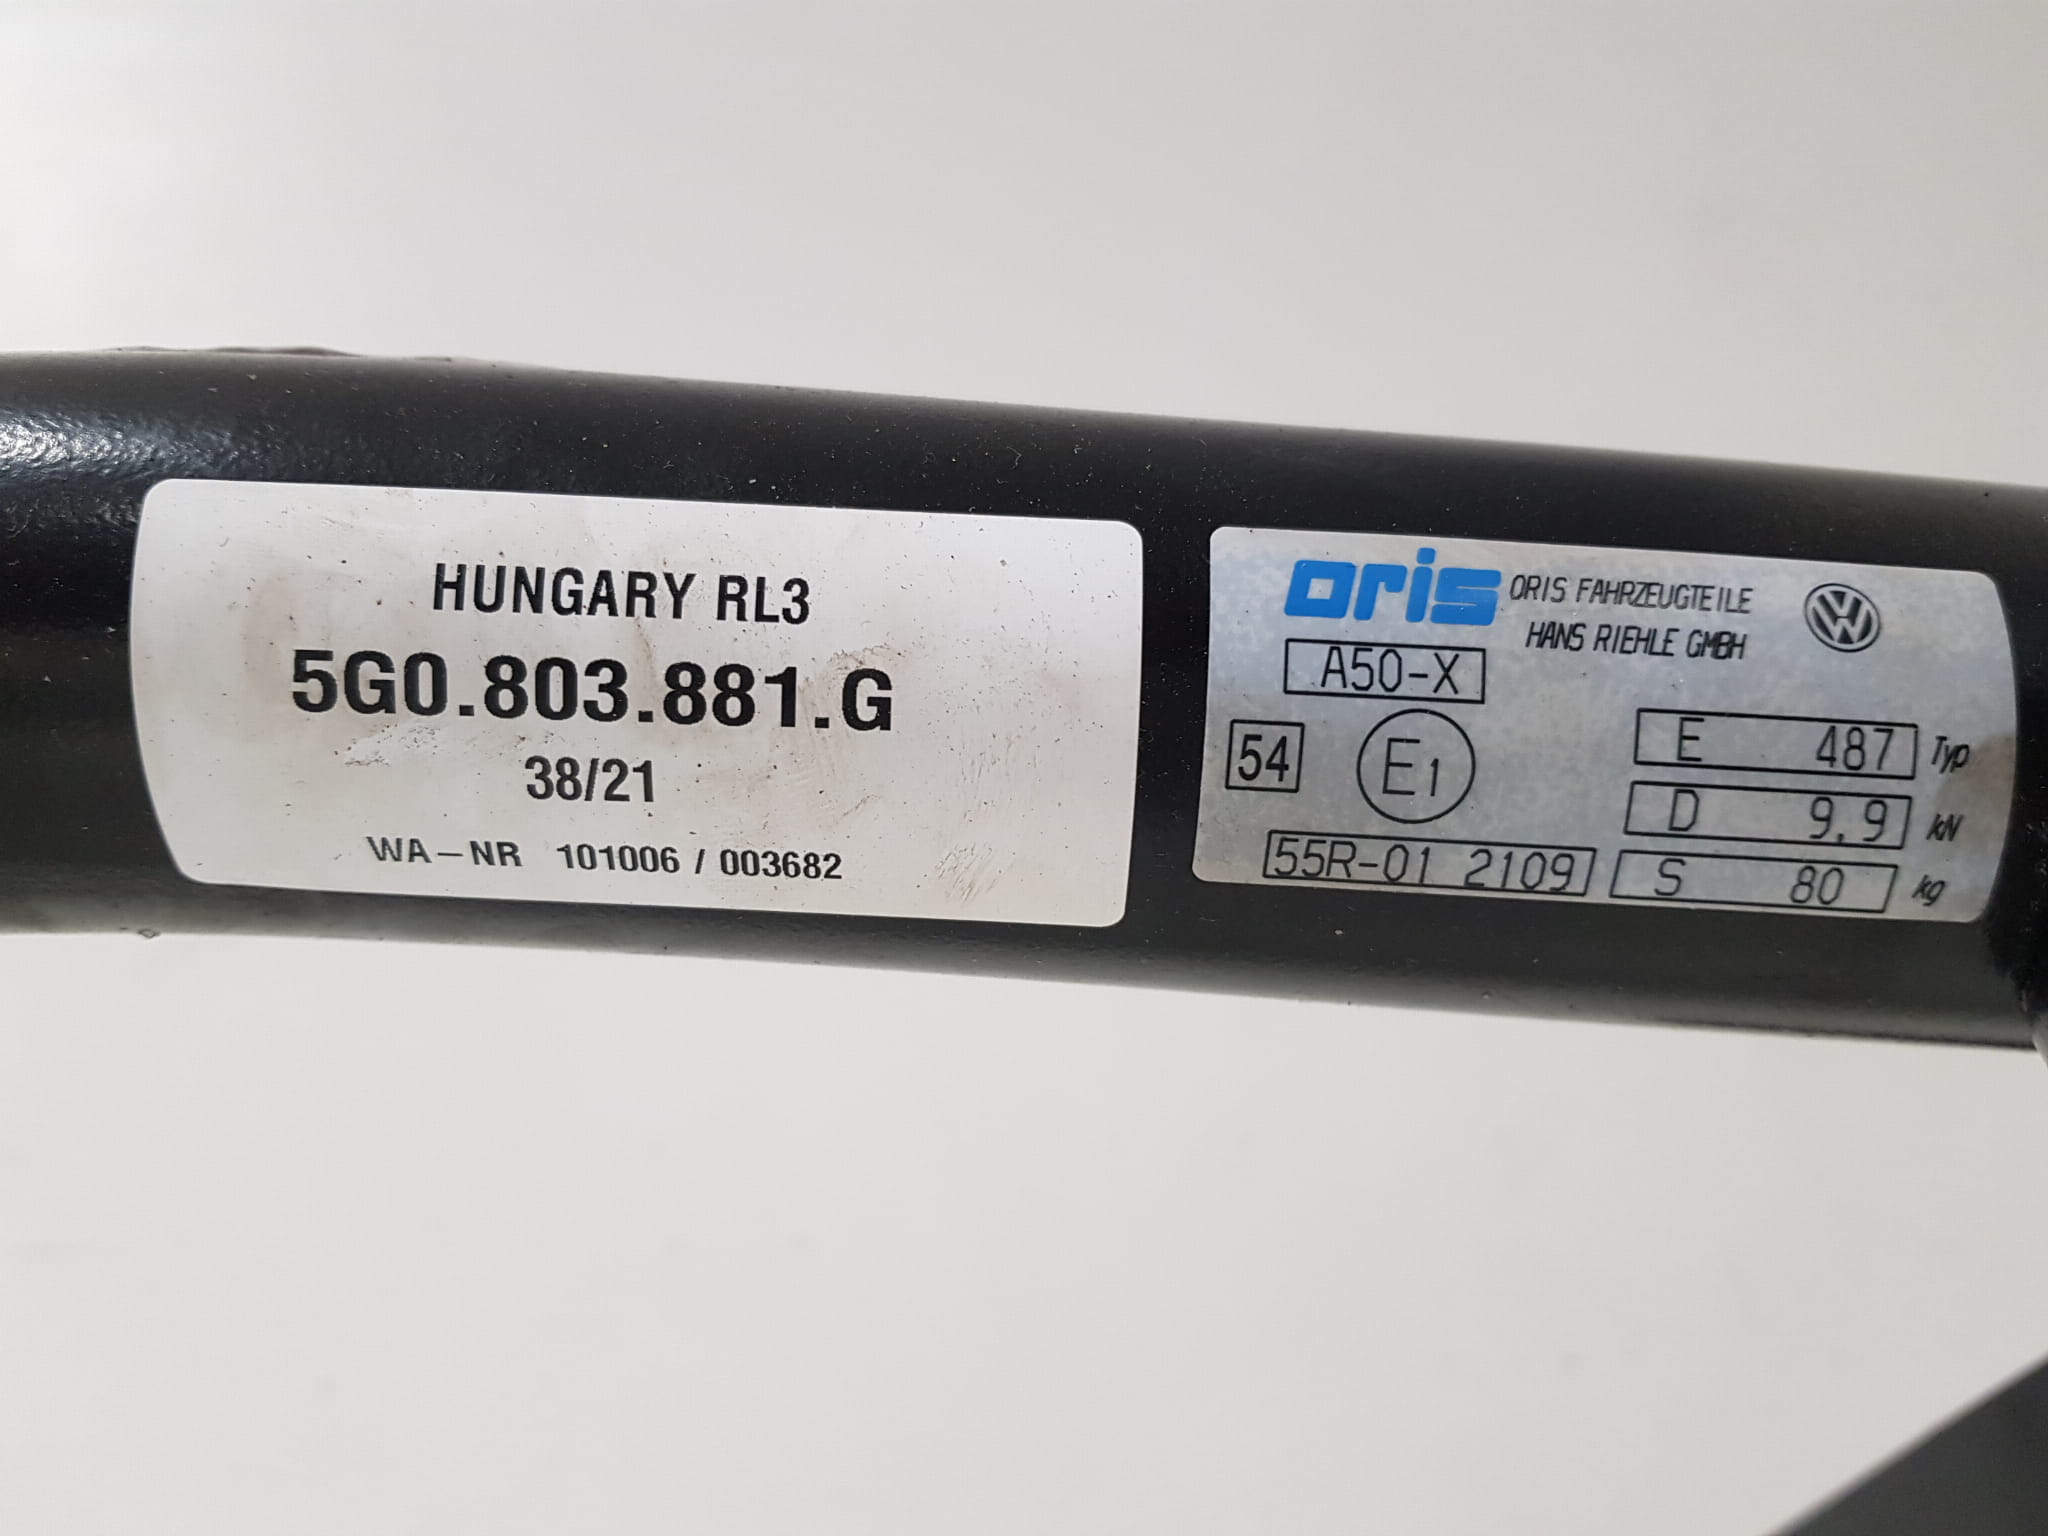 HUNGARY RL3
5G0.803.881.G
38/21
WA-NR 101006 / 003682
oris ORIS FAHRZEUGTEILE
HANS RIEHLE GMBH
A50-X
54 E1
E 487 Typ
D 9,9 kN
55R-01 2109
S 80 kg